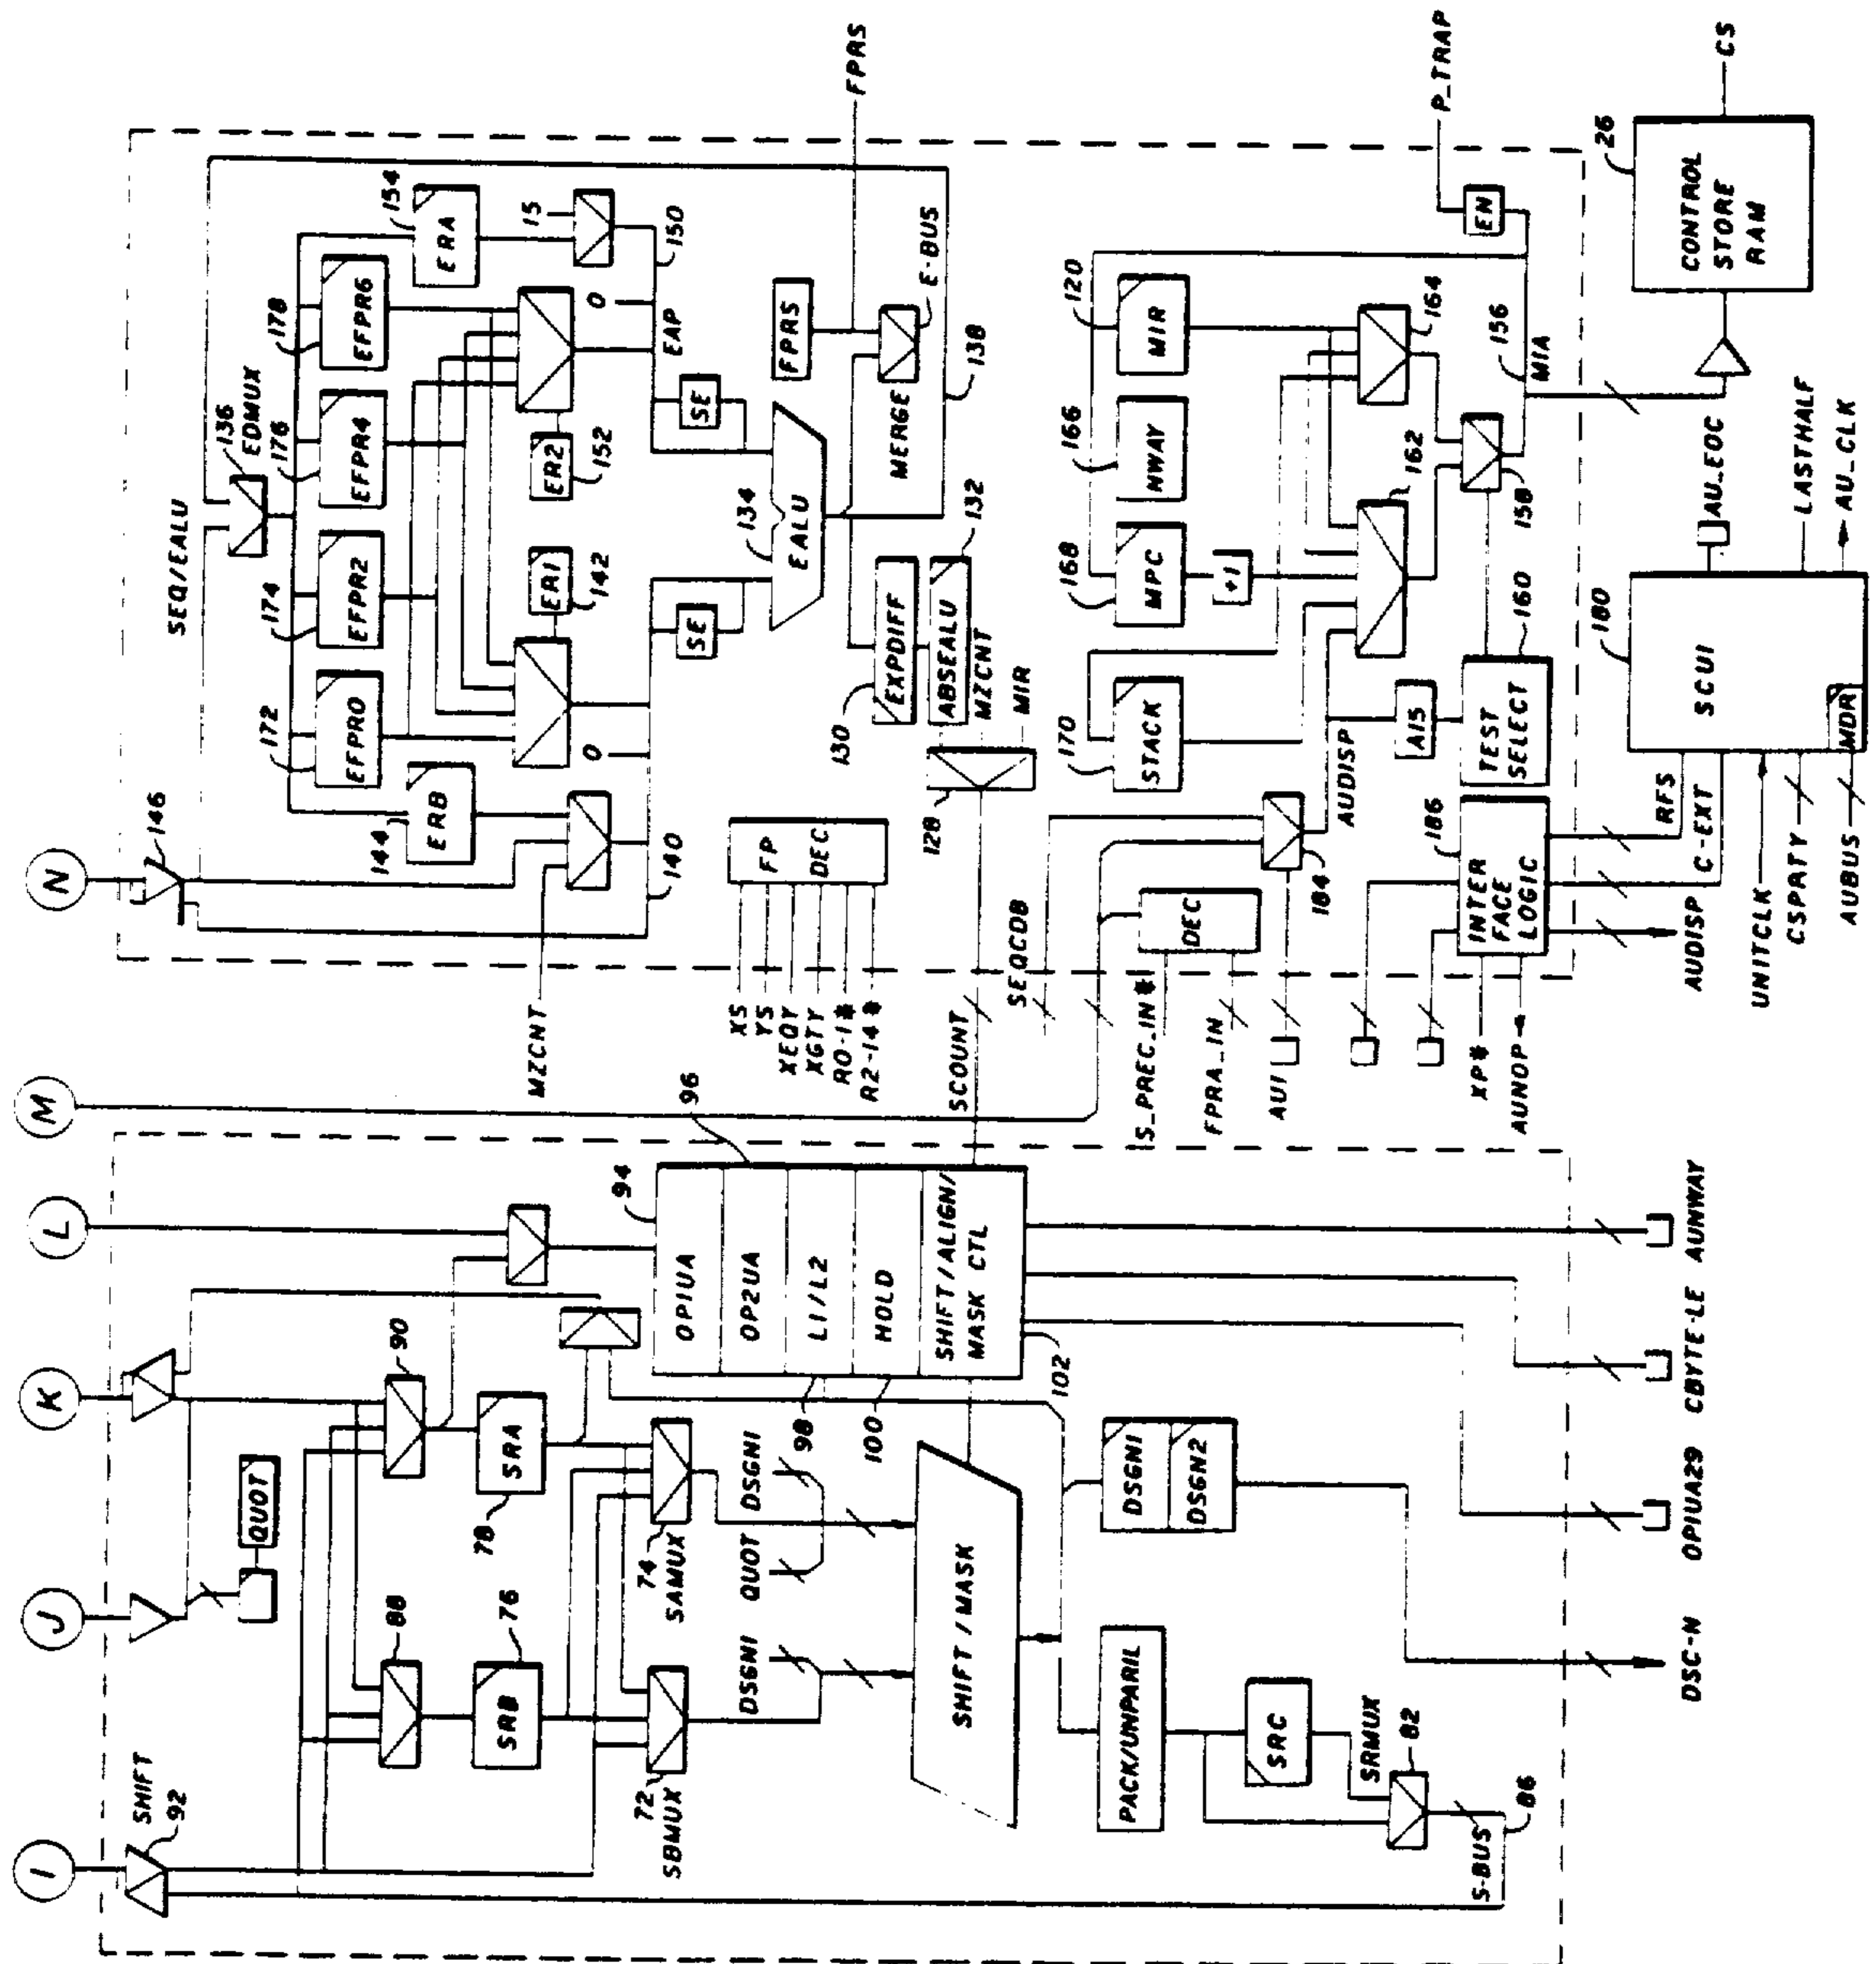 I
J
K
L
M
N
SHIFT
92
QUOT
88
90
SRB
76
SRA
78
72
SBMUX
74
SAMUX
DSGN1
QUOT
DSGN1
98
100
94
96
OP1UA
OP2UA
L1/L2
HOLD
SHIFT/ALIGN/
MASK CTL
102
SHIFT/MASK
PACK/UNPARIL
DSGN1
DSGN2
SRC
SRMUX
82
S-BUS
86
DSC-N
OP1UA29
CBYTE-LE
AUNWAY
146
SEQ/EALU
136
EDMUX
172
EFPR0
174
EFPR2
176
EFPR4
178
EFPR6
144
ERB
154
ERA
15
ER1
142
ER2
152
0
0
140
150
EAP
SE
SE
MZCNT
134
EALU
FPRS
FPRS
MERGE
E-BUS
138
XS
YS
XEQY
XGTY
R0-1*
R2-14*
FP
DEC
130
EXPDIFF
ABSEALU
132
MZCNT
MIR
128
SCOUNT
SEQCDB
S_PREC_IN*
FPRA_IN
DEC
AUI
184
AUDISP
170
STACK
168
MPC
+1
166
NWAY
120
MIR
162
164
158
156
MIA
P_TRAP
EN
A15
160
TEST
SELECT
186
INTER
FACE
LOGIC
XP*
AUNOP
AUDISP
C-EXT
RFS
UNITCLK
CSPRTY
AUBUS
180
SCUI
MDR
AU_EOC
LASTHALF
AU_CLK
26
CONTROL
STORE
RAM
CS